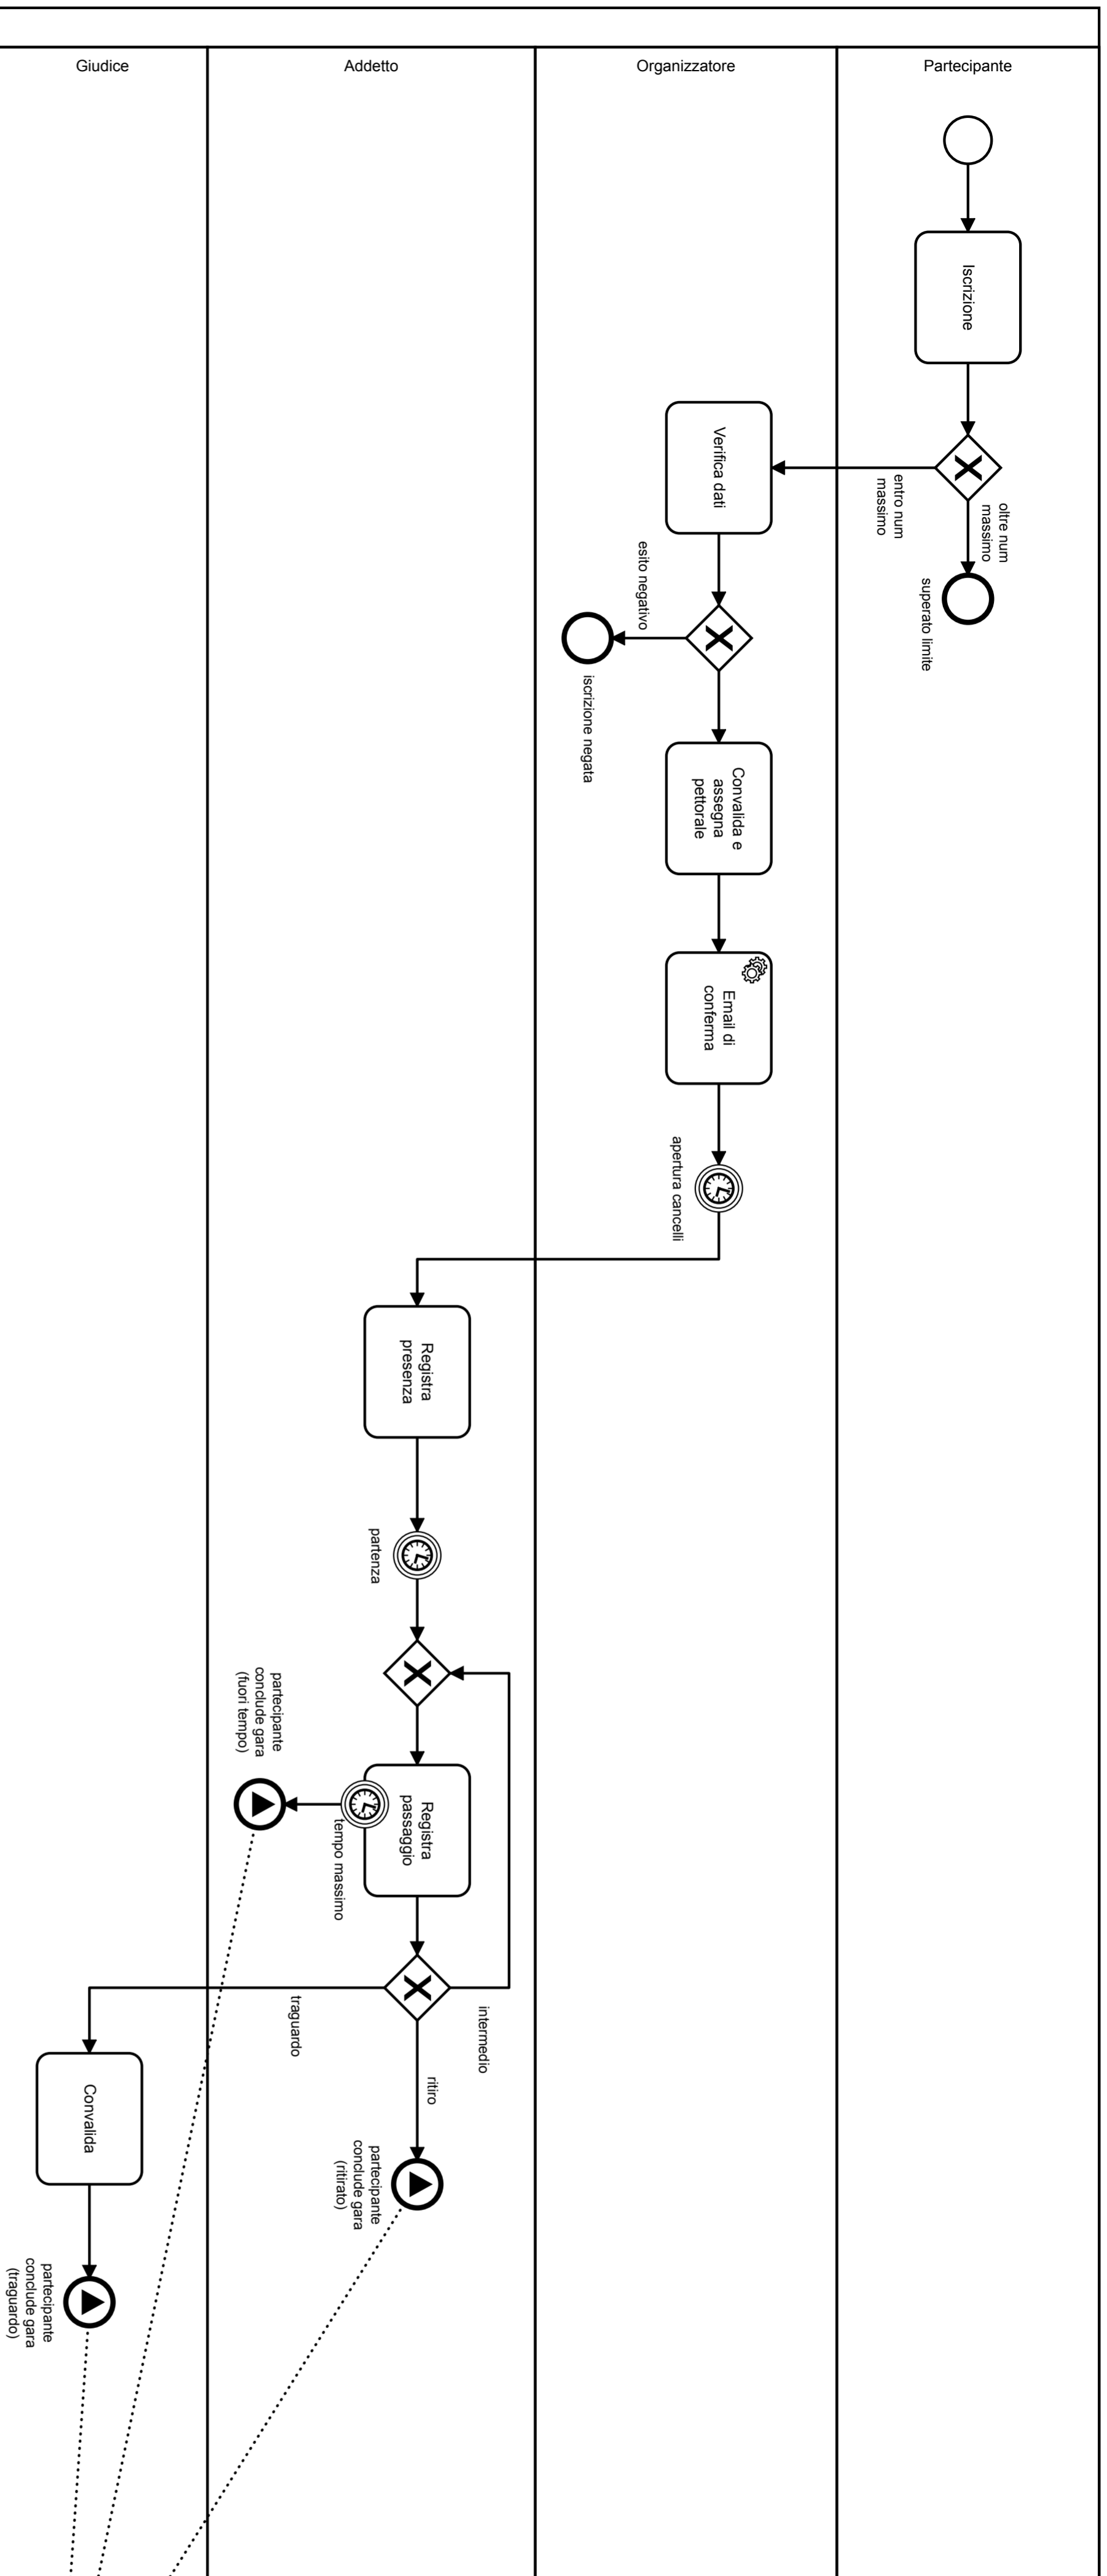 Giudice
Addetto
Organizzatore
Partecipante
Iscrizione
oltre num
massimo
entro num
massimo
superato limite
Verifica dati
esito negativo
iscrizione negata
Convalida e
assegna
pettorale
Email di
conferma
apertura cancelli
Registra
presenza
partenza
partecipante
conclude gara
(fuori tempo)
Registra
passaggio
tempo massimo
traguardo
intermedio
ritiro
Convalida
partecipante
conclude gara
(ritirato)
partecipante
conclude gara
(traguardo)